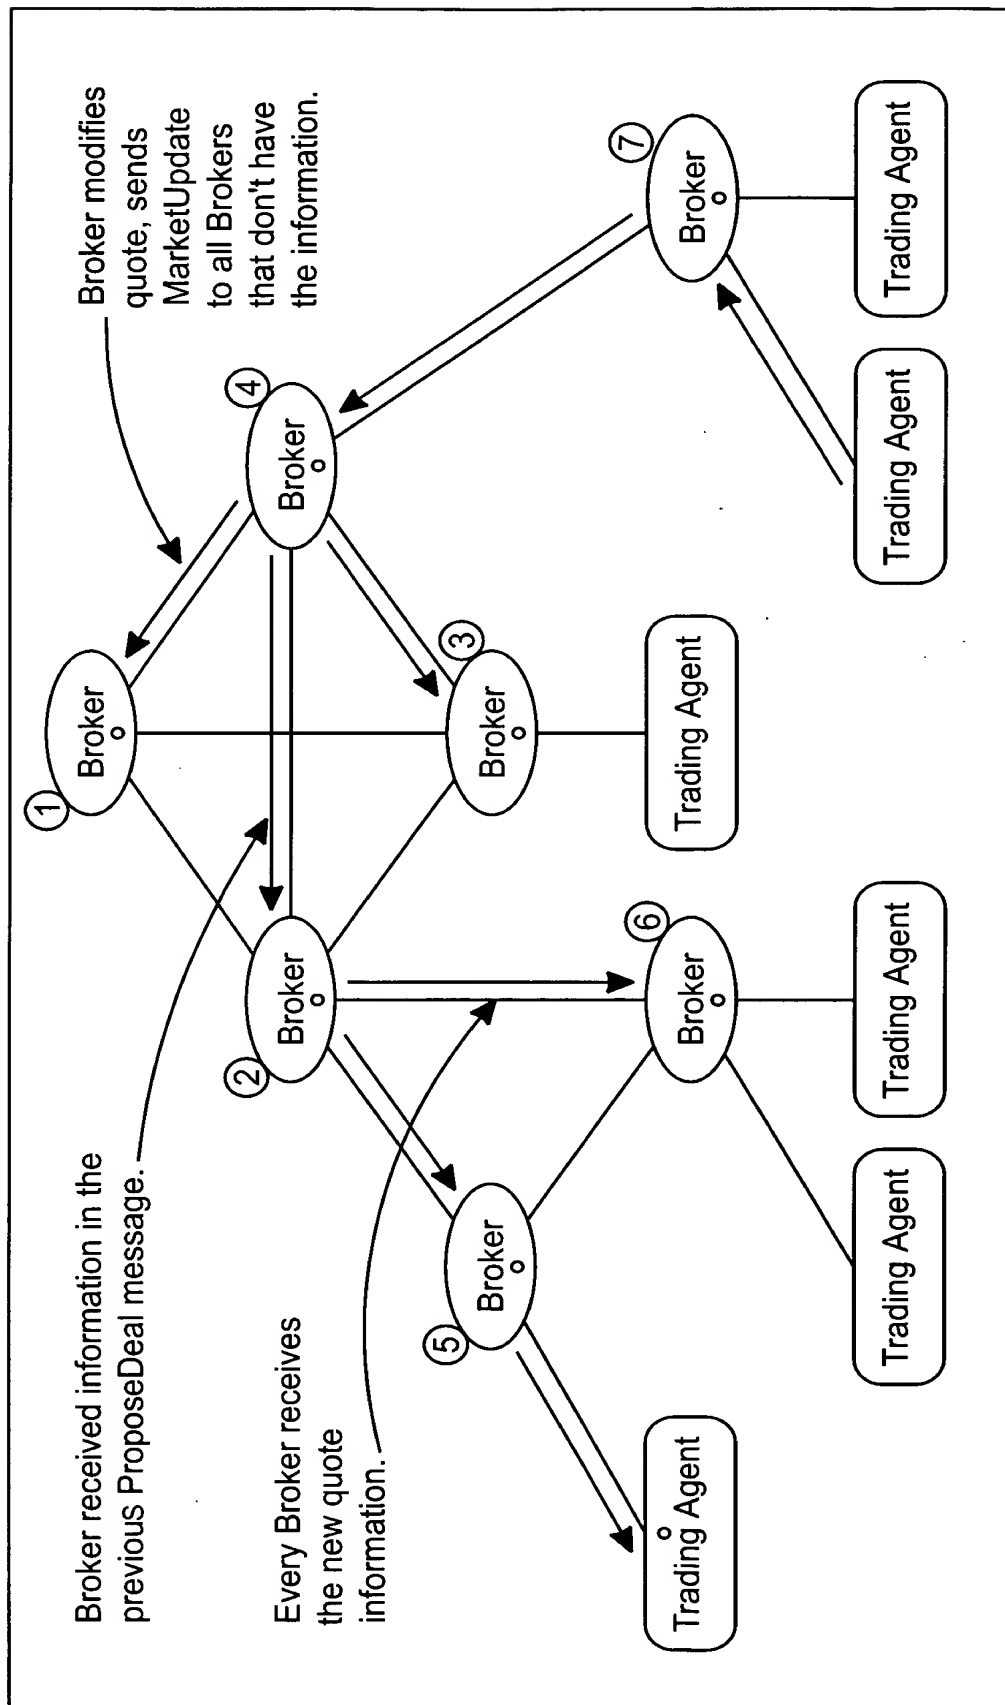 Broker received information in the
previous ProposeDeal message.
Every Broker receives
the new quote
information.
Broker modifies
quote, sends
MarketUpdate
to all Brokers
that don't have
the information.
1
Broker
2
Broker
4
Broker
5
Broker
3
Broker
6
Broker
7
Broker
Trading Agent
Trading Agent
Trading Agent
Trading Agent
Trading Agent
Trading Agent